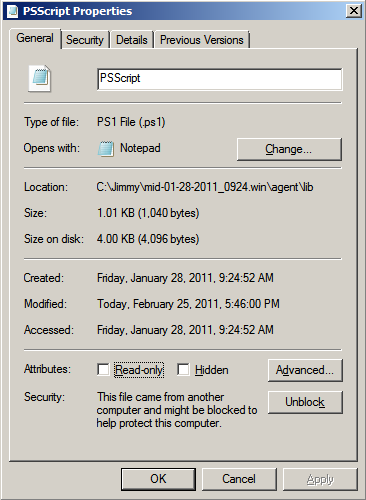 PSScript Properties
General Security Details Previous Versions
PSScript
Type of file: PS1 File (.ps1)
Opens with: Notepad Change...
Location: C:\Jimmy\mid-01-28-2011_0924.win\agent\lib
Size: 1.01 KB (1,040 bytes)
Size on disk: 4.00 KB (4,096 bytes)
Created: Friday, January 28, 2011, 9:24:52 AM
Modified: Today, February 25, 2011, 5:46:00 PM
Accessed: Friday, January 28, 2011, 9:24:52 AM
Attributes: Read-only Hidden Advanced...
Security: This file came from another
computer and might be blocked to
help protect this computer.
Unblock
OK Cancel Apply